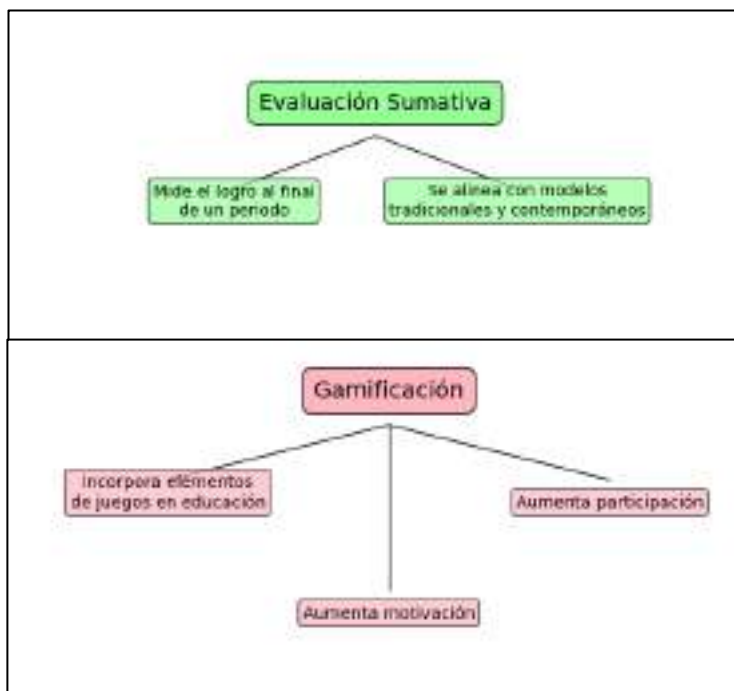 Evaluación Sumativa
Mide el logro al final
de un periodo
Se alinea con modelos
tradicionales y contemporáneos
Gamificación
Incorpora elementos
de juegos en educación
Aumenta participación
Aumenta motivación